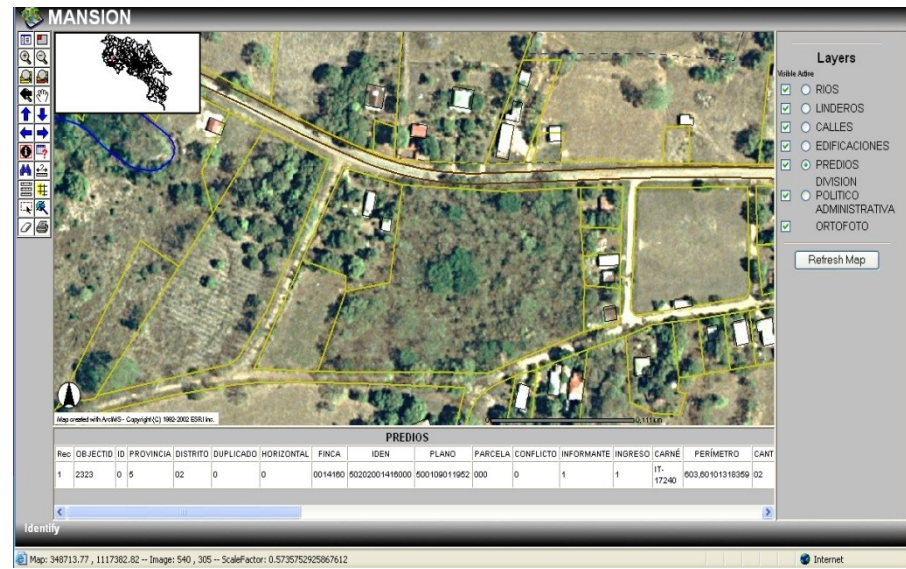 MANSION
Layers
Visible Active
RIOS
LINDEROS
CALLES
EDIFICACIONES
PREDIOS
DIVISION
POLITICO
ADMINISTRATIVA
ORTOFOTO
Refresh Map
Map created with ArcIMS - Copyright (C) 1992-2002 ESRI Inc.
0,111km
PREDIOS
Rec OBJECTID ID PROVINCIA DISTRITO DUPLICADO HORIZONTAL FINCA IDEN PLANO PARCELA CONFLICTO INFORMANTE INGRESO CARNÉ PERÍMETRO CANT
1 2323 0 5 02 0 0 0014160 50202001416000 500109011952 000 0 1 1 IT-17240 603,60101318359 02
Identify
Map: 348713.77 , 1117382.82 -- Image: 540 , 305 -- ScaleFactor: 0.5735752925867612
Internet